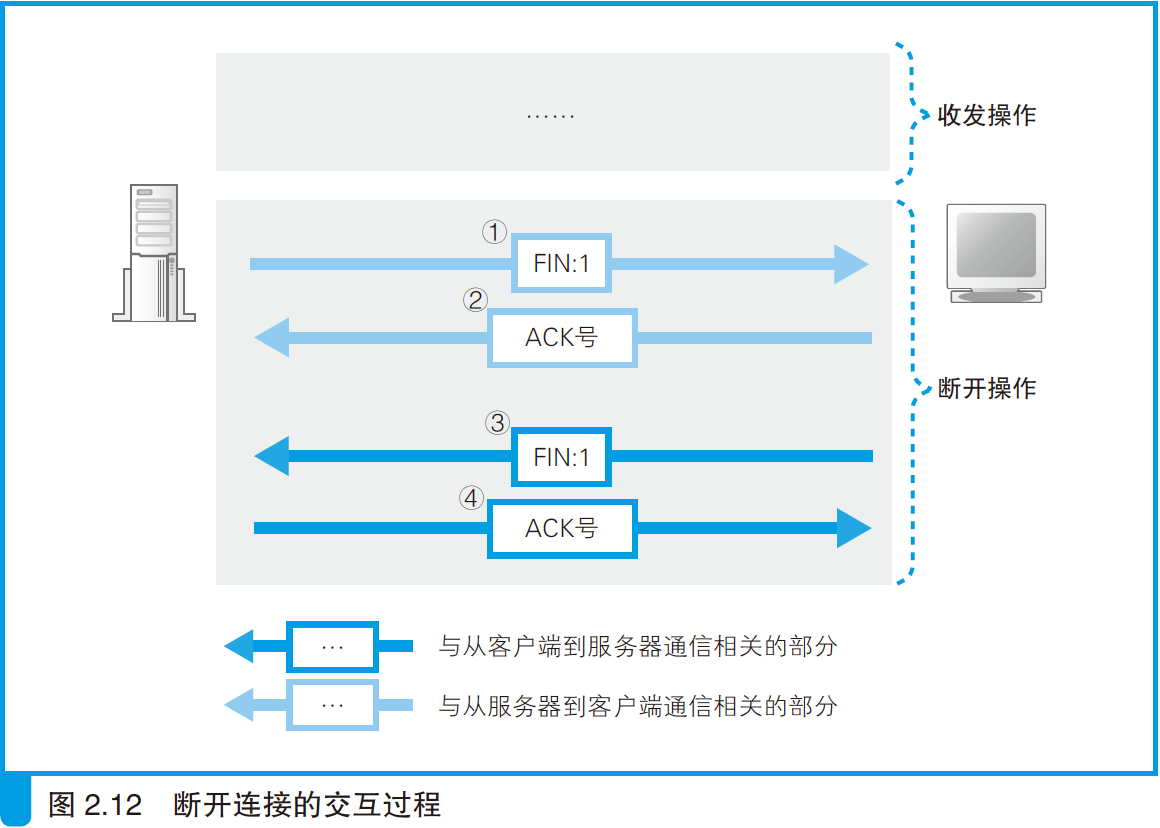 ……
收发操作
①
FIN:1
②
ACK号
断开操作
③
FIN:1
④
ACK号
… 与从客户端到服务器通信相关的部分
… 与从服务器到客户端通信相关的部分
图 2.12 断开连接的交互过程